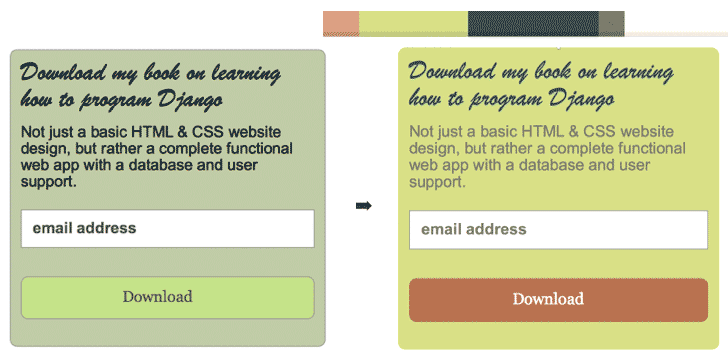 Download my book on learning
how to program Django
Not just a basic HTML & CSS website
design, but rather a complete functional
web app with a database and user
support.
email address
Download
Download my book on learning
how to program Django
Not just a basic HTML & CSS website
design, but rather a complete functional
web app with a database and user
support.
email address
Download